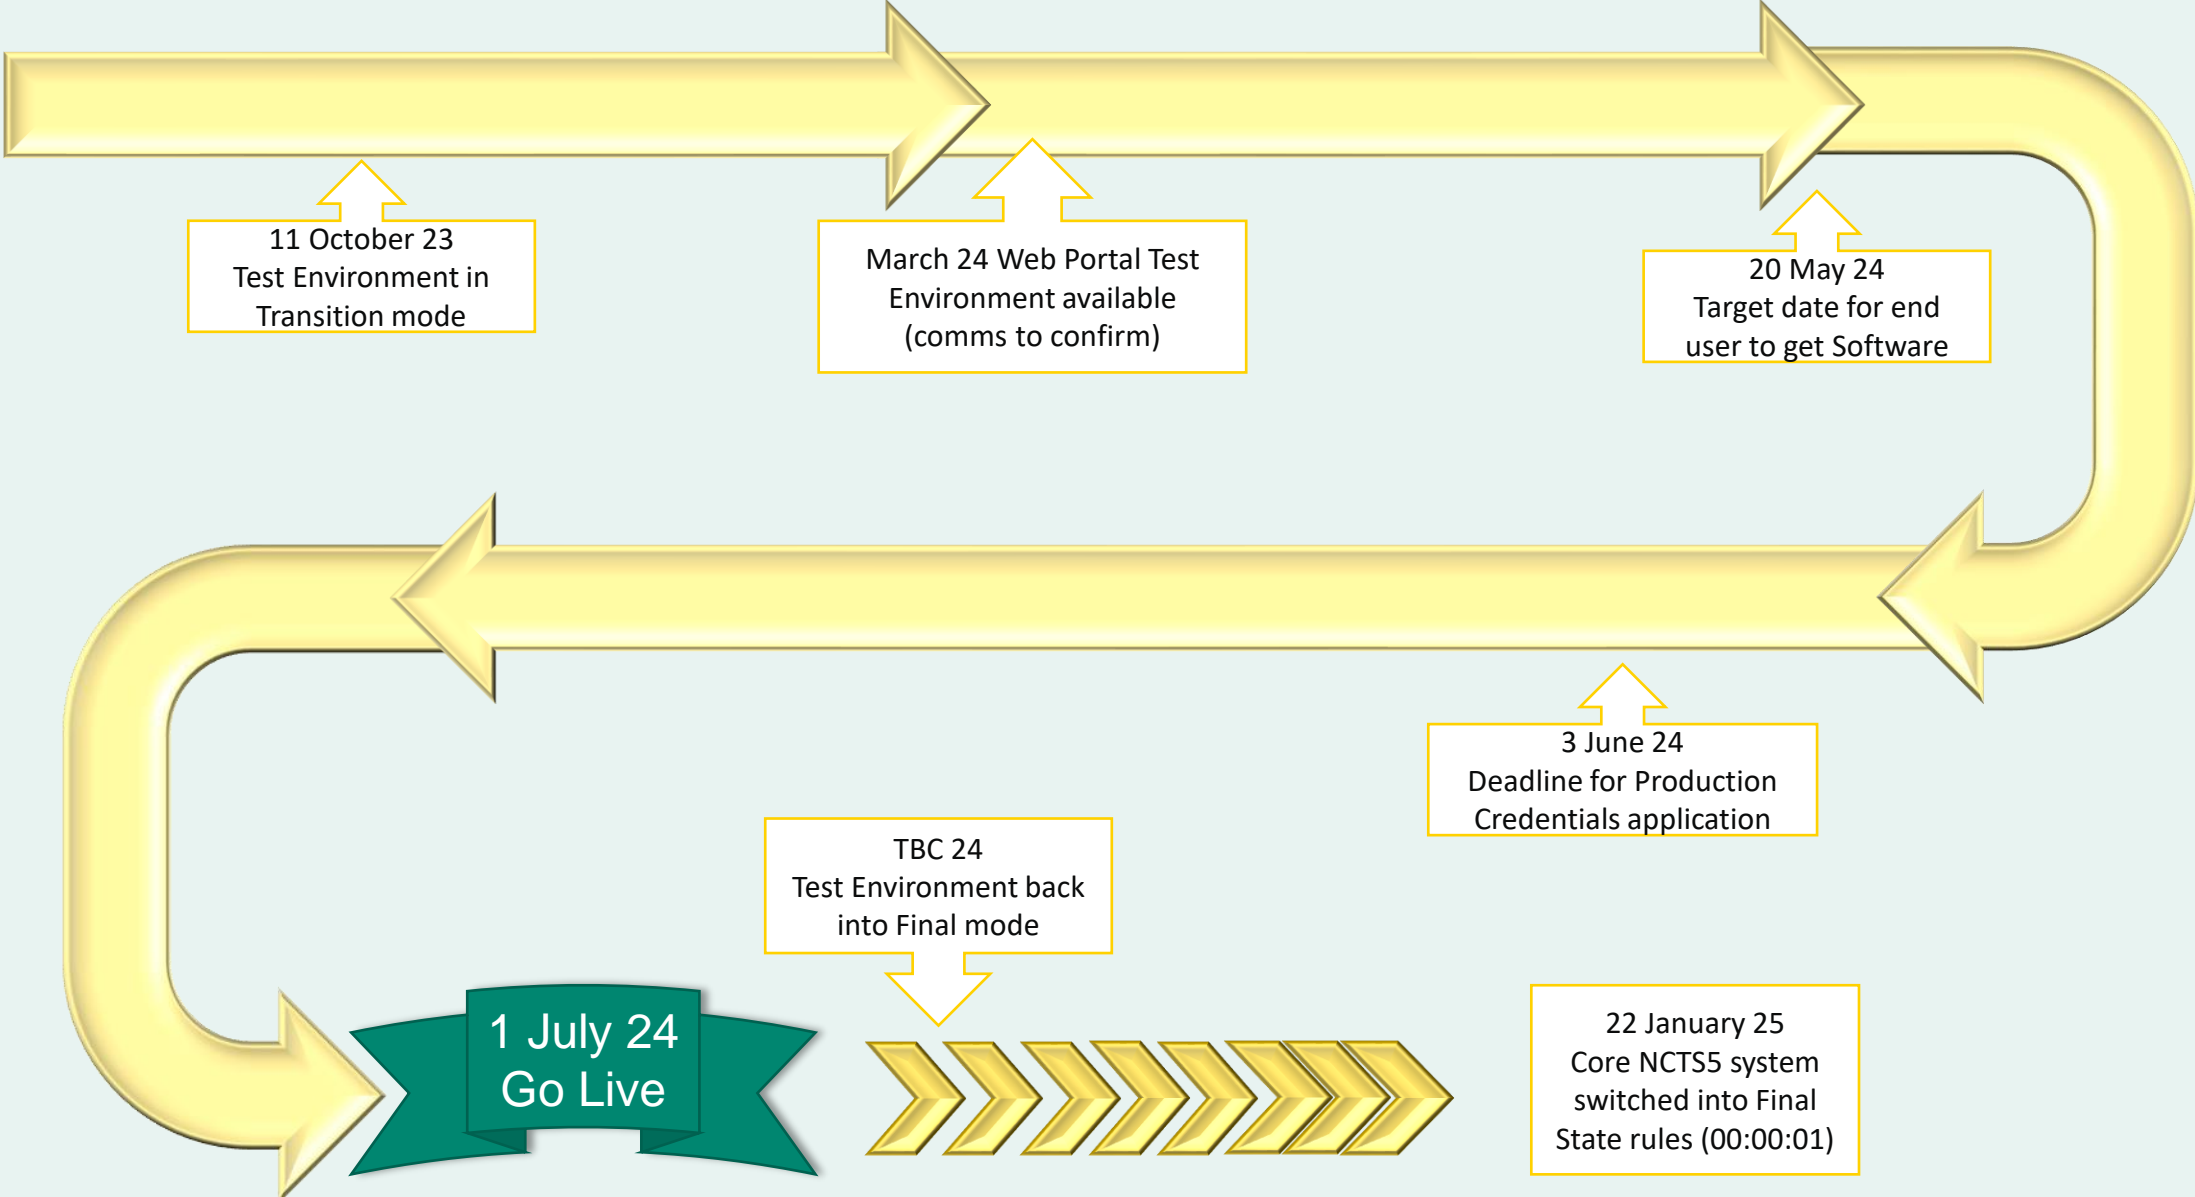 11 October 23
Test Environment in
Transition mode
March 24 Web Portal Test
Environment available
(comms to confirm)
20 May 24
Target date for end
user to get Software
3 June 24
Deadline for Production
Credentials application
TBC 24
Test Environment back
into Final mode
1 July 24
Go Live
22 January 25
Core NCTS5 system
switched into Final
State rules (00:00:01)